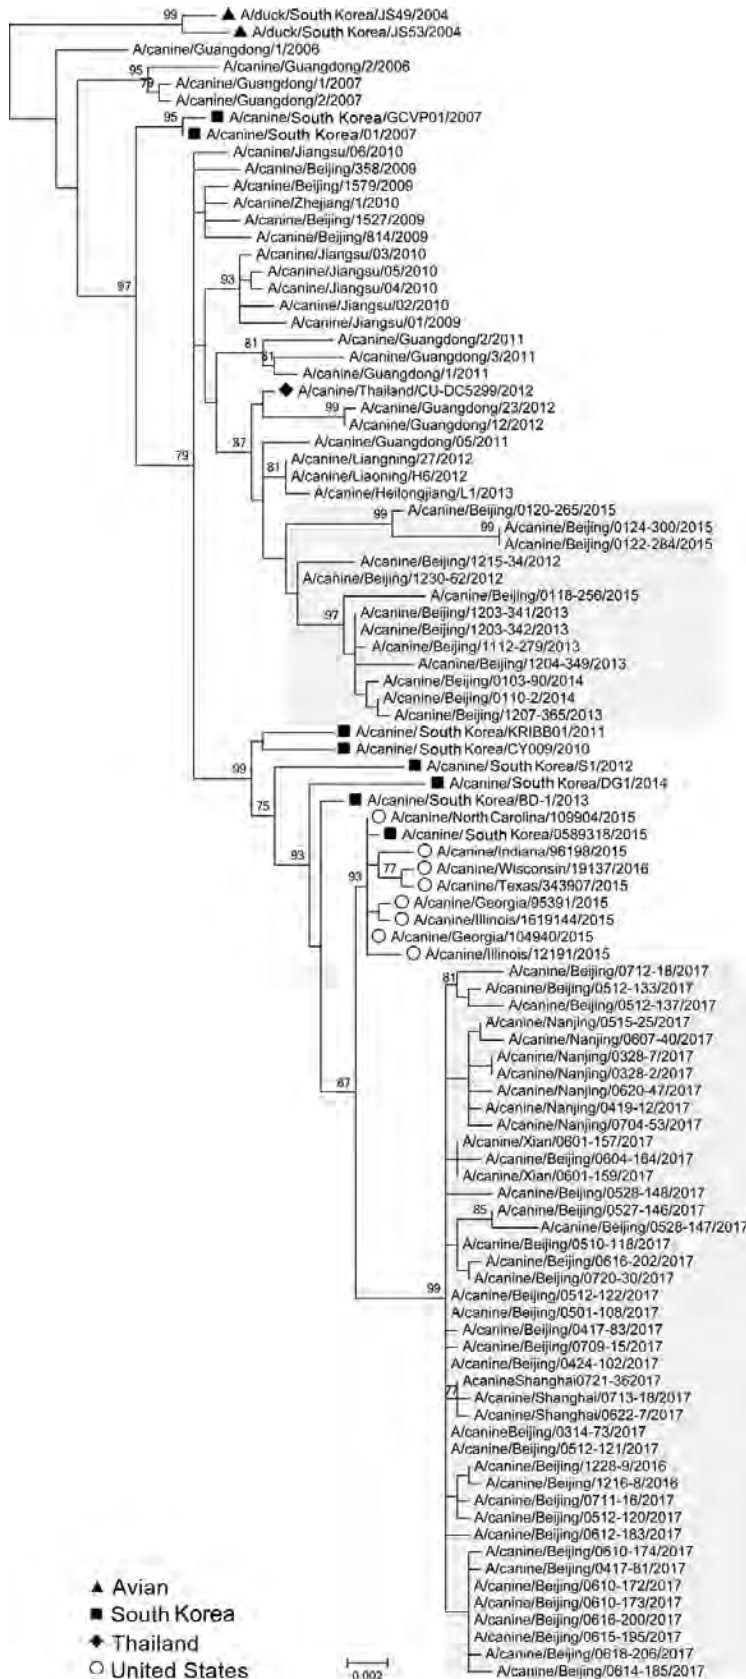 99
A/duck/South Korea/JS49/2004
A/duck/South Korea/JS53/2004
A/canine/Guangdong/1/2006
95
A/canine/Guangdong/2/2006
79
A/canine/Guangdong/1/2007
A/canine/Guangdong/2/2007
95
A/canine/South Korea/GCVP01/2007
A/canine/South Korea/01/2007
A/canine/Jiangsu/06/2010
A/canine/Beijing/358/2009
A/canine/Beijing/1579/2009
A/canine/Zhejiang/1/2010
A/canine/Beijing/1527/2009
A/canine/Beijing/814/2009
A/canine/Jiangsu/03/2010
93
A/canine/Jiangsu/05/2010
97
A/canine/Jiangsu/04/2010
A/canine/Jiangsu/02/2010
A/canine/Jiangsu/01/2009
81
A/canine/Guangdong/2/2011
81
A/canine/Guangdong/3/2011
A/canine/Guangdong/1/2011
A/canine/Thailand/CU-DC5299/2012
99
A/canine/Guangdong/23/2012
A/canine/Guangdong/12/2012
87
A/canine/Guangdong/05/2011
79
A/canine/Liangning/27/2012
81
A/canine/Liaoning/H6/2012
A/canine/Heilongjiang/L1/2013
99
A/canine/Beijing/0120-265/2015
99
A/canine/Beijing/0124-300/2015
A/canine/Beijing/0122-284/2015
A/canine/Beijing/1215-34/2012
A/canine/Beijing/1230-62/2012
A/canine/Beijing/0118-256/2015
97
A/canine/Beijing/1203-341/2013
A/canine/Beijing/1203-342/2013
A/canine/Beijing/1112-279/2013
A/canine/Beijing/1204-349/2013
A/canine/Beijing/0103-90/2014
A/canine/Beijing/0110-2/2014
A/canine/Beijing/1207-365/2013
A/canine/South Korea/KRIBB01/2011
A/canine/ South Korea/CY009/2010
99
A/canine/ South Korea/S1/2012
A/canine/ South Korea/DG1/2014
75
A/canine/South Korea/BD-1/2013
A/canine/North Carolina/109904/2015
A/canine/ South Korea/0589318/2015
93
A/canine/Indiana/96198/2015
77
A/canine/Wisconsin/19137/2016
93
A/canine/Texas/343907/2015
A/canine/Georgia/95391/2015
A/canine/Illinois/1619144/2015
A/canine/Georgia/104940/2015
A/canine/Illinois/12191/2015
81
A/canine/Beijing/0712-18/2017
A/canine/Beijing/0512-133/2017
A/canine/Beijing/0512-137/2017
A/canine/Nanjing/0515-25/2017
A/canine/Nanjing/0607-40/2017
A/canine/Nanjing/0328-7/2017
A/canine/Nanjing/0328-2/2017
87
A/canine/Nanjing/0620-47/2017
A/canine/Nanjing/0419-12/2017
A/canine/Nanjing/0704-53/2017
A/canine/Xian/0601-157/2017
A/canine/Beijing/0604-164/2017
A/canine/Xian/0601-159/2017
A/canine/Beijing/0528-148/2017
85
A/canine/Beijing/0527-146/2017
A/canine/Beijing/0528-147/2017
A/canine/Beijing/0510-118/2017
A/canine/Beijing/0616-202/2017
A/canine/Beijing/0720-30/2017
99
A/canine/Beijing/0512-122/2017
A/canine/Beijing/0501-108/2017
A/canine/Beijing/0417-83/2017
A/canine/Beijing/0709-15/2017
A/canine/Beijing/0424-102/2017
AcanineShanghai0721-362017
77
A/canine/Shanghai/0713-18/2017
A/canine/Shanghai/0622-7/2017
A/canineBeijing/0314-73/2017
A/canine/Beijing/0512-121/2017
A/canine/Beijing/1228-9/2016
A/canine/Beijing/1216-8/2016
A/canine/Beijing/0711-16/2017
A/canine/Beijing/0512-120/2017
A/canine/Beijing/0612-183/2017
A/canine/Beijing/0610-174/2017
A/canine/Beijing/0417-81/2017
A/canine/Beijing/0610-172/2017
A/canine/Beijing/0610-173/2017
A/canine/Beijing/0616-200/2017
A/canine/Beijing/0615-195/2017
A/canine/Beijing/0618-206/2017
A/canine/Beijing/0614-185/2017
Avian
South Korea
Thailand
United States
0.002